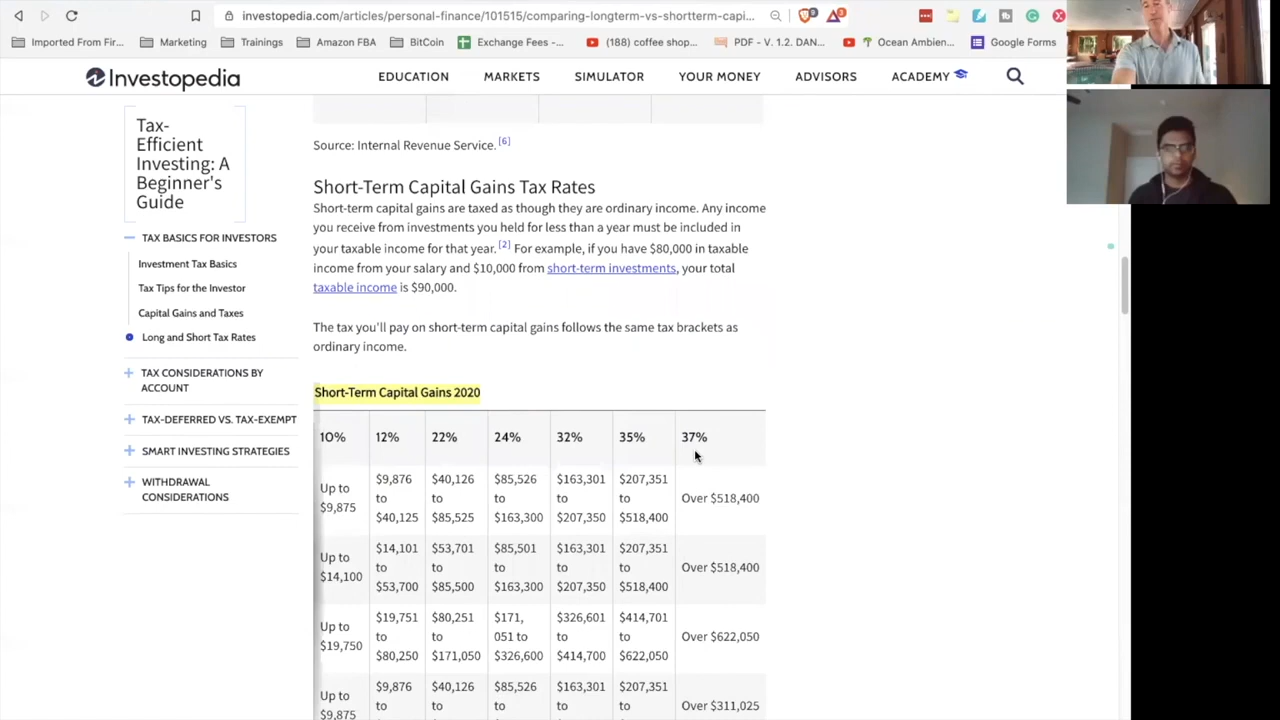 investopedia.com/articles/personal-finance/101515/comparing-longterm-vs-shortterm-capi...
Imported From Fir...
Marketing
Trainings
Amazon FBA
BitCoin
Exchange Fees -...
(188) coffee shop...
PDF - V. 1.2. DAN...
Ocean Ambien...
Google Forms
Investopedia
EDUCATION
MARKETS
SIMULATOR
YOUR MONEY
ADVISORS
ACADEMY
Tax-
Efficient
Investing: A
Beginner's
Guide
TAX BASICS FOR INVESTORS
Investment Tax Basics
Tax Tips for the Investor
Capital Gains and Taxes
Long and Short Tax Rates
TAX CONSIDERATIONS BY
ACCOUNT
TAX-DEFERRED VS. TAX-EXEMPT
SMART INVESTING STRATEGIES
WITHDRAWAL
CONSIDERATIONS
Source: Internal Revenue Service. [6]
Short-Term Capital Gains Tax Rates
Short-term capital gains are taxed as though they are ordinary income. Any income
you receive from investments you held for less than a year must be included in
your taxable income for that year. [2] For example, if you have $80,000 in taxable
income from your salary and $10,000 from short-term investments, your total
taxable income is $90,000.
The tax you'll pay on short-term capital gains follows the same tax brackets as
ordinary income.
Short-Term Capital Gains 2020
10% 12% 22% 24% 32% 35% 37%
Up to
$9,875
$9,876
to
$40,125
$40,126
to
$85,525
$85,526
to
$163,300
$163,301
to
$207,350
$207,351
to
$518,400
Over $518,400
Up to
$14,100
$14,101
to
$53,700
$53,701
to
$85,500
$85,501
to
$163,300
$163,301
to
$207,350
$207,351
to
$518,400
Over $518,400
Up to
$19,750
$19,751
to
$80,250
$80,251
to
$171,050
$171,
051 to
$326,600
$326,601
to
$414,700
$414,701
to
$622,050
Over $622,050
Up to
$9,875
$9,876
to
$40,126
to
$85,526
to
$163,301
to
$207,351
to
Over $311,025